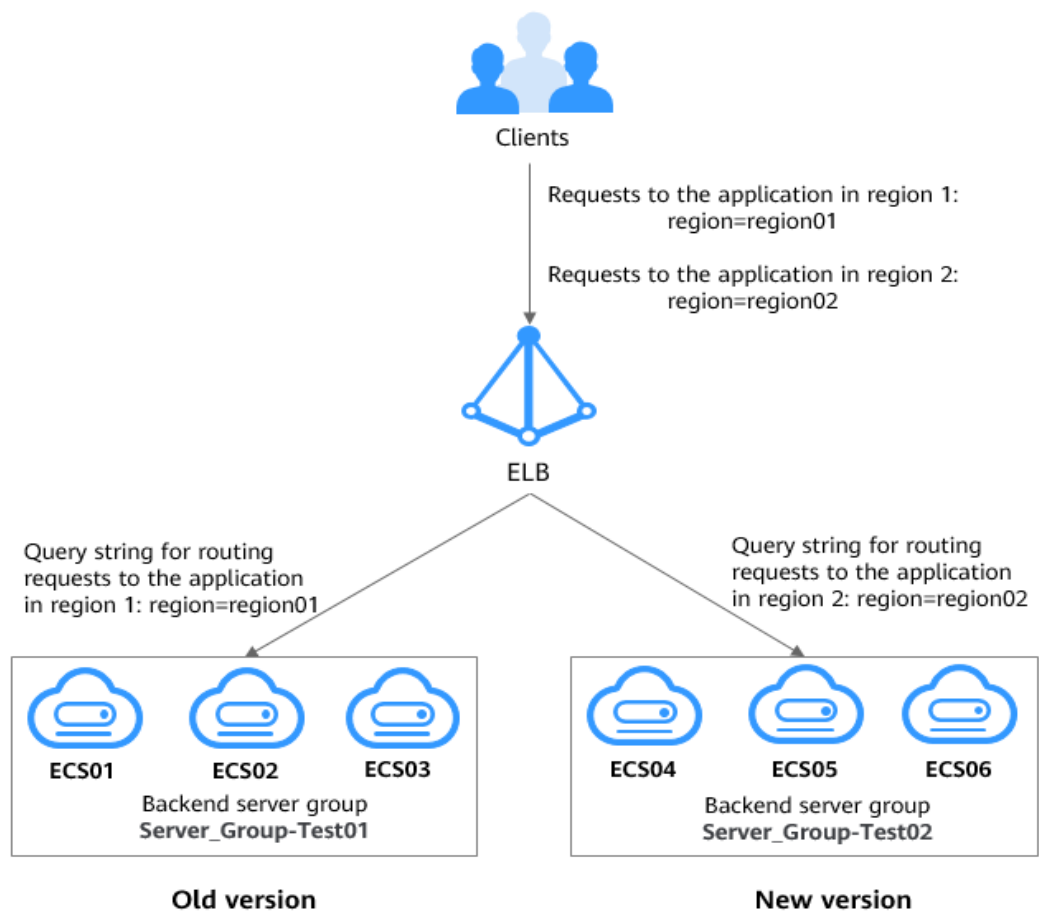 Clients
Requests to the application in region 1:
region=region01
Requests to the application in region 2:
region=region02
ELB
Query string for routing
requests to the application
in region 1: region=region01
Query string for routing
requests to the application
in region 2: region=region02
ECS01
ECS02
ECS03
Backend server group
Server_Group-Test01
ECS04
ECS05
ECS06
Backend server group
Server_Group-Test02
Old version
New version